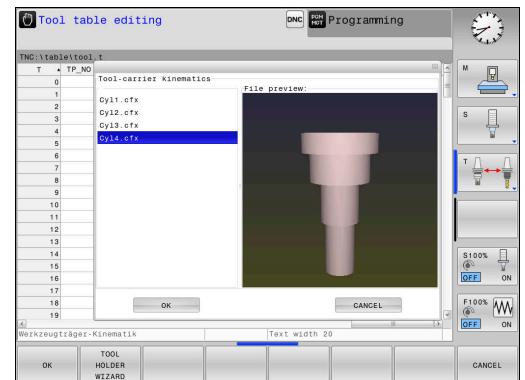 Tool table editing
DNC
PGM MDT
Programming
TNC:\table\tool.t
T TP_NO
0
1
2
3
4
5
6
7
8
9
10
11
12
13
14
15
16
17
18
19
Tool-carrier kinematics
Cyl1.cfx
Cyl2.cfx
Cyl3.cfx
Cyl4.cfx
File preview:
OK
CANCEL
Werkzeugträger-Kinematik
Text width 20
M
S
T
S100%
OFF ON
F100%
OFF ON
OK
TOOL
HOLDER
WIZARD
CANCEL